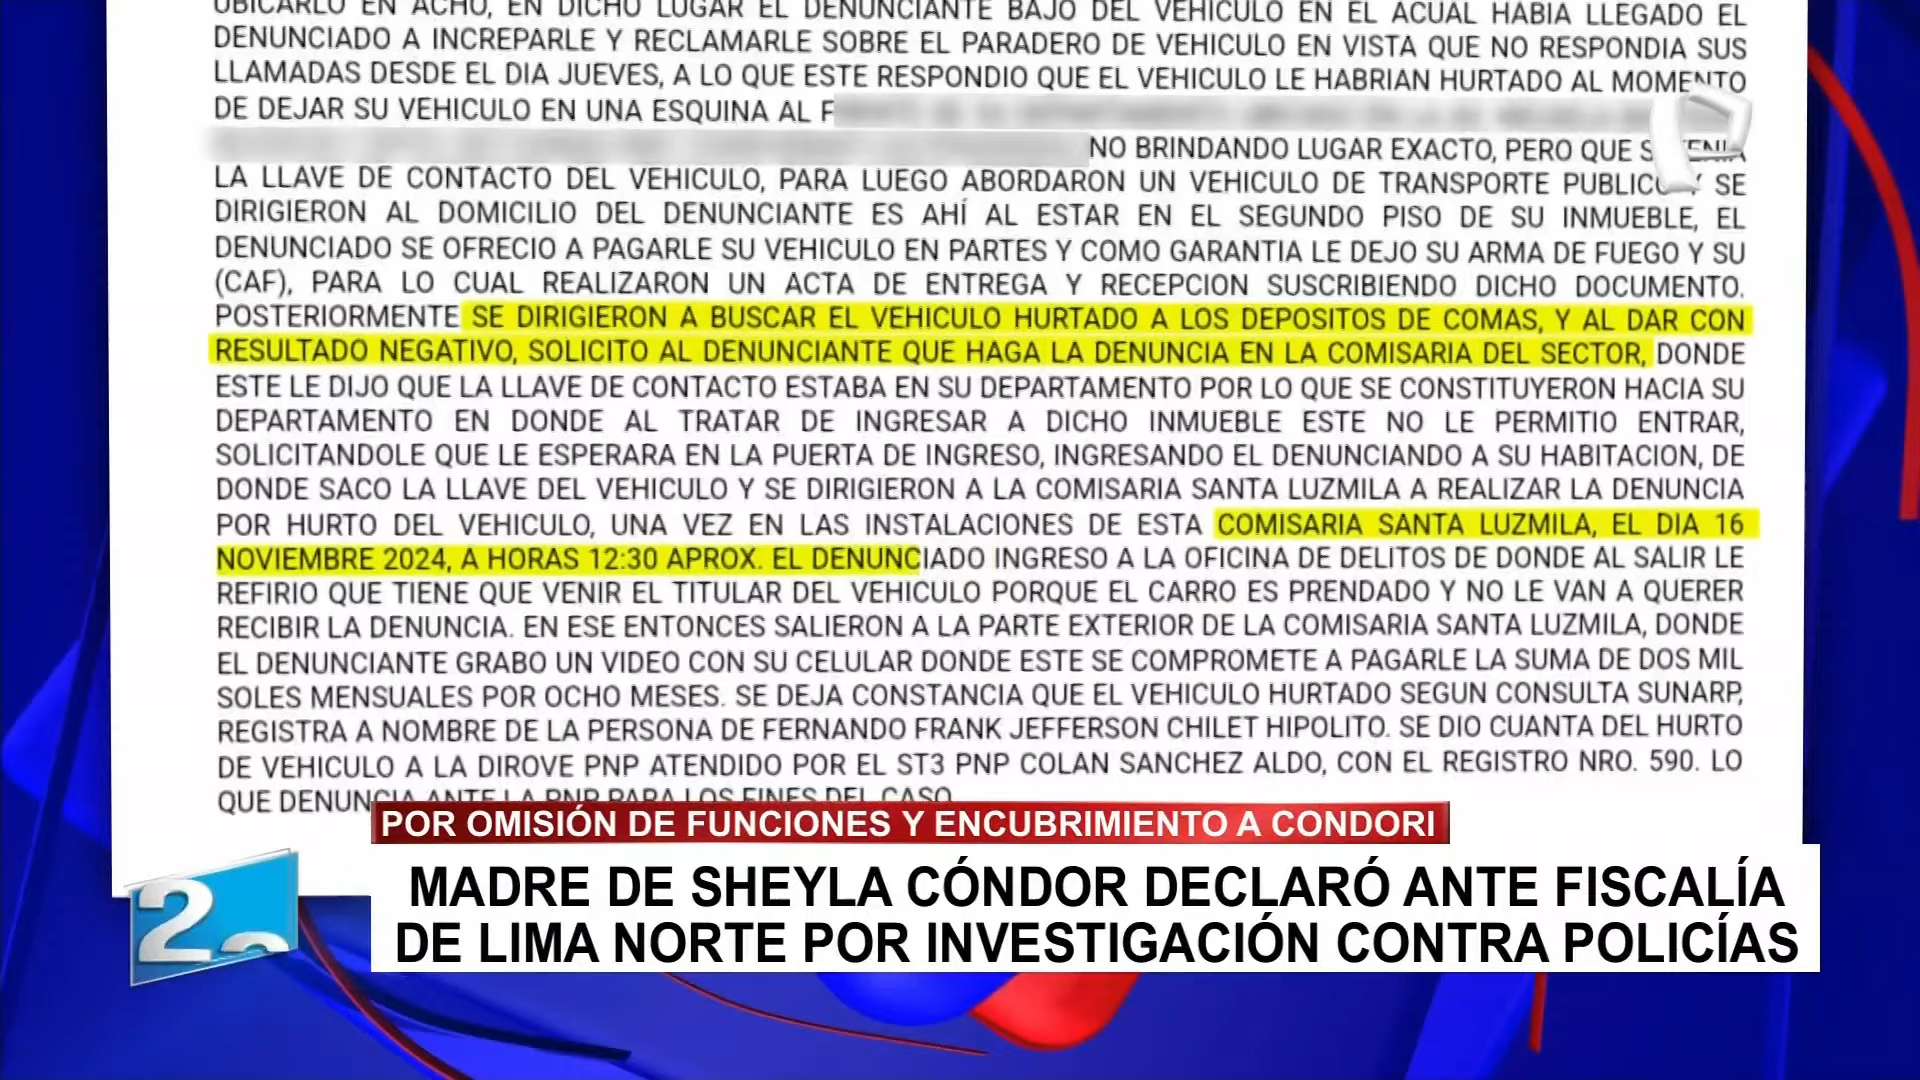 UBICARLO EN ACHO, EN DICHO LUGAR EL DENUNCIANTE BAJO DEL VEHICULO EN EL ACUAL HABIA LLEGADO EL
DENUNCIADO A INCREPARLE Y RECLAMARLE SOBRE EL PARADERO DE VEHICULO EN VISTA QUE NO RESPONDIA SUS
LLAMADAS DESDE EL DIA JUEVES, A LO QUE ESTE RESPONDIO QUE EL VEHICULO LE HABRIAN HURTADO AL MOMENTO
DE DEJAR SU VEHICULO EN UNA ESQUINA AL F
NO BRINDANDO LUGAR EXACTO, PERO QUE SI TENIA
LA LLAVE DE CONTACTO DEL VEHICULO, PARA LUEGO ABORDARON UN VEHICULO DE TRANSPORTE PUBLICO Y SE
DIRIGIERON AL DOMICILIO DEL DENUNCIANTE ES AHÍ AL ESTAR EN EL SEGUNDO PISO DE SU INMUEBLE, EL
DENUNCIADO SE OFRECIO A PAGARLE SU VEHICULO EN PARTES Y COMO GARANTIA LE DEJO SU ARMA DE FUEGO Y SU
(CAF), PARA LO CUAL REALIZARON UN ACTA DE ENTREGA Y RECEPCION SUSCRIBIENDO DICHO DOCUMENTO.
POSTERIORMENTE SE DIRIGIERON A BUSCAR EL VEHICULO HURTADO A LOS DEPOSITOS DE COMAS, Y AL DAR CON
RESULTADO NEGATIVO, SOLICITO AL DENUNCIANTE QUE HAGA LA DENUNCIA EN LA COMISARIA DEL SECTOR, DONDE
ESTE LE DIJO QUE LA LLAVE DE CONTACTO ESTABA EN SU DEPARTAMENTO POR LO QUE SE CONSTITUYERON HACIA SU
DEPARTAMENTO EN DONDE AL TRATAR DE INGRESAR A DICHO INMUEBLE ESTE NO LE PERMITIO ENTRAR,
SOLICITANDOLE QUE LE ESPERARA EN LA PUERTA DE INGRESO, INGRESANDO EL DENUNCIANDO A SU HABITACION, DE
DONDE SACO LA LLAVE DEL VEHICULO Y SE DIRIGIERON A LA COMISARIA SANTA LUZMILA A REALIZAR LA DENUNCIA
POR HURTO DEL VEHICULO, UNA VEZ EN LAS INSTALACIONES DE ESTA COMISARIA SANTA LUZMILA, EL DIA 16
NOVIEMBRE 2024, A HORAS 12:30 APROX. EL DENUNCIADO INGRESO A LA OFICINA DE DELITOS DE DONDE AL SALIR LE
REFIRIO QUE TIENE QUE VENIR EL TITULAR DEL VEHICULO PORQUE EL CARRO ES PRENDADO Y NO LE VAN A QUERER
RECIBIR LA DENUNCIA. EN ESE ENTONCES SALIERON A LA PARTE EXTERIOR DE LA COMISARIA SANTA LUZMILA, DONDE
EL DENUNCIANTE GRABO UN VIDEO CON SU CELULAR DONDE ESTE SE COMPROMETE A PAGARLE LA SUMA DE DOS MIL
SOLES MENSUALES POR OCHO MESES. SE DEJA CONSTANCIA QUE EL VEHICULO HURTADO SEGUN CONSULTA SUNARP,
REGISTRA A NOMBRE DE LA PERSONA DE FERNANDO FRANK JEFFERSON CHILET HIPOLITO. SE DIO CUANTA DEL HURTO
DE VEHICULO A LA DIROVE PNP ATENDIDO POR EL ST3 PNP COLAN SANCHEZ ALDO, CON EL REGISTRO NRO. 590. LO
QUE DENUNCIA ANTE LA PNP PARA LOS FINES DEL CASO
POR OMISIÓN DE FUNCIONES Y ENCUBRIMIENTO A CONDORI
MADRE DE SHEYLA CÓNDOR DECLARÓ ANTE FISCALÍA
DE LIMA NORTE POR INVESTIGACIÓN CONTRA POLICÍAS
2